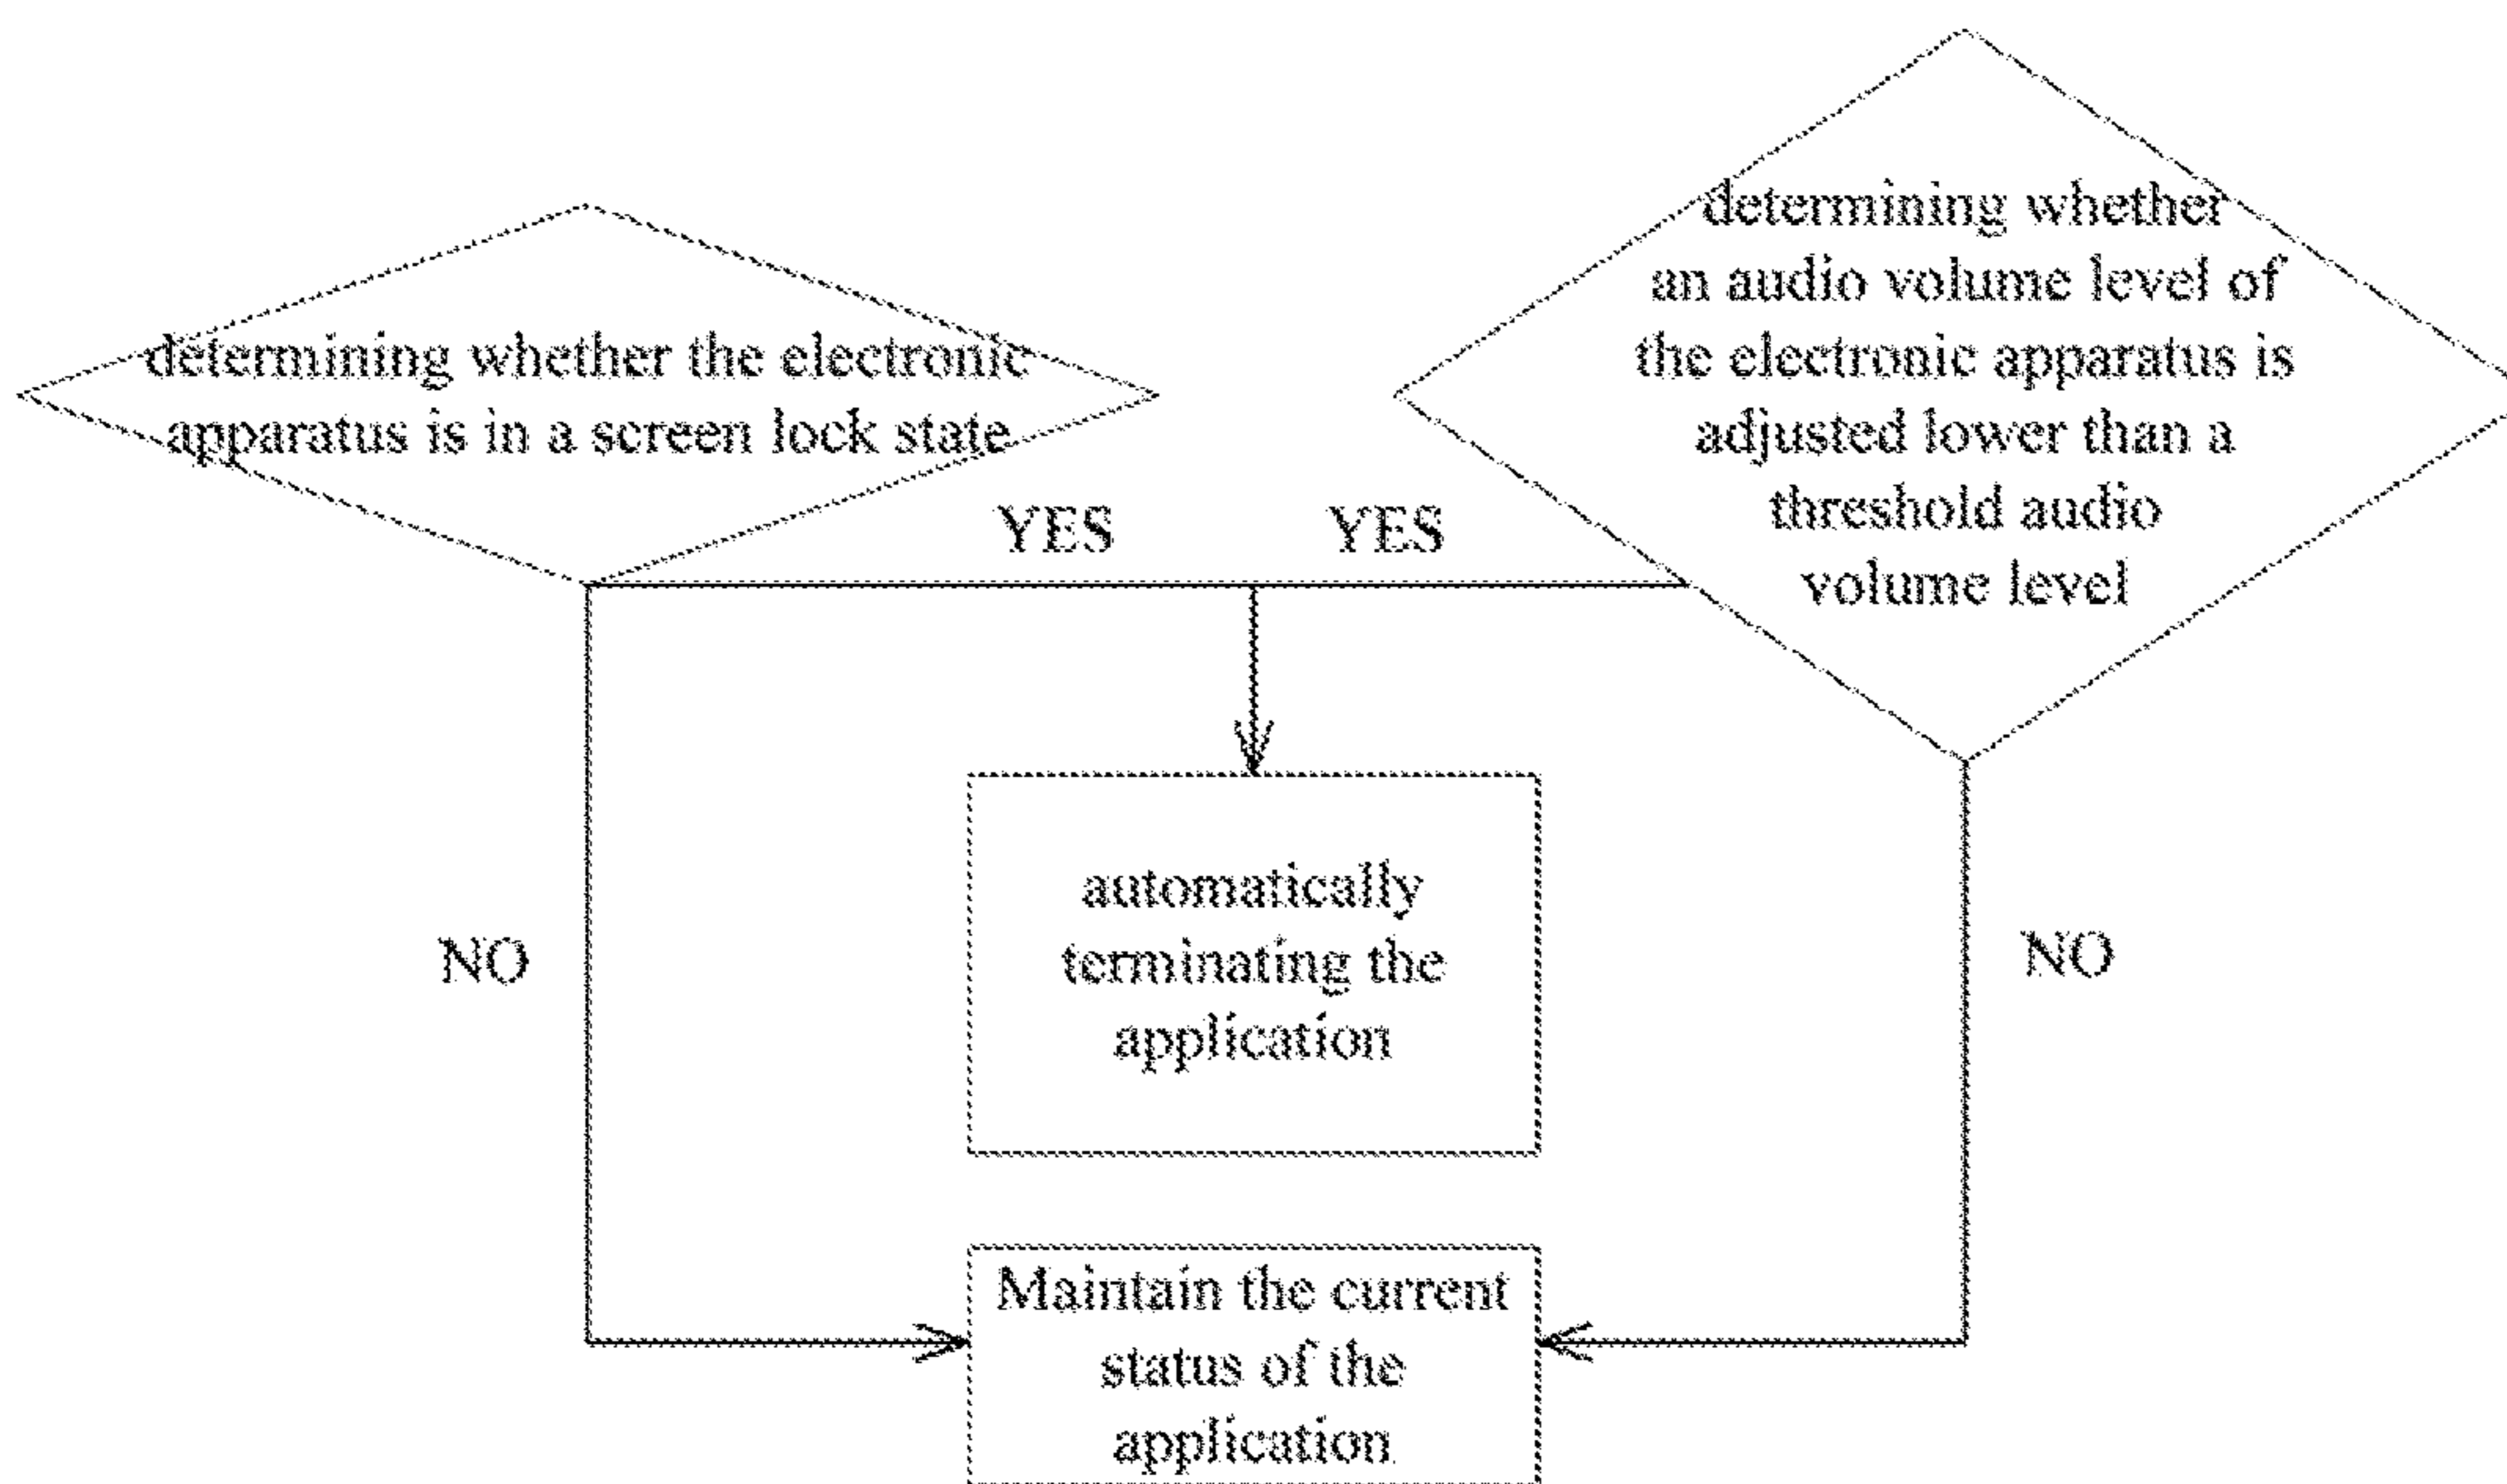 determining whether the electronic
apparatus is in a screen lock state
determining whether
an audio volume level of
the electronic apparatus is
adjusted lower than a
threshold audio
volume level
YES
YES
automatically
terminating the
application
NO
NO
Maintain the current
status of the
application